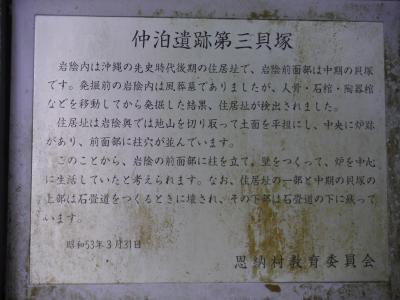 仲泊遺跡第三貝塚
岩陰内は沖縄の先史時代後期の住居址で、岩陰前面部は中期の貝塚
です。発掘前の岩陰内は風葬墓でありましたが、人骨・石棺・陶器棺
などを移動してから発掘した結果、住居址が検出されました。
住居址は岩陰奥では地山を切り取って土面を平担にし、中央に炉跡
があり、前面部に柱穴が並んでいます。
このことから、岩陰の前面部に柱を立て、壁をつくって、炉を中心
に生活していたと考えられます。なお、住居址の一部と中期の貝塚の
上部は石畳道をつくるときに壊され、その下部は石畳道の下に残って
います。
昭和53年3月31日
恩納村教育委員会